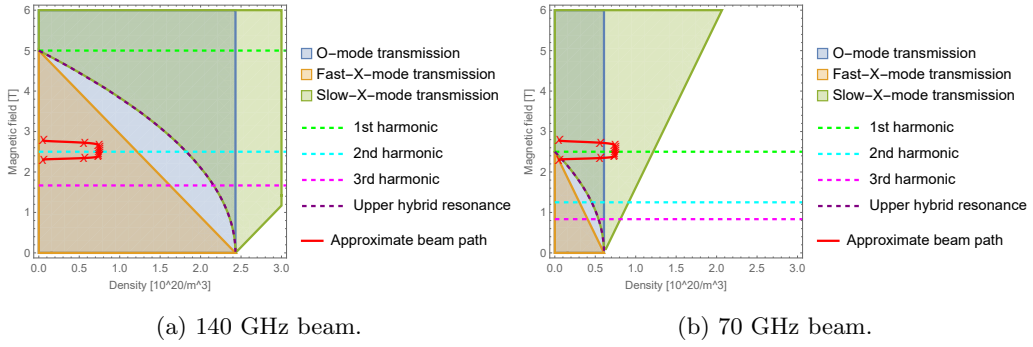 6
5
4
3
2
1
0
Magnetic field [T]
0.0 0.5 1.0 1.5 2.0 2.5 3.0
Density [10^20/m^3]
O-mode transmission
Fast-X-mode transmission
Slow-X-mode transmission
1st harmonic
2nd harmonic
3rd harmonic
Upper hybrid resonance
Approximate beam path
(a) 140 GHz beam.
6
5
4
3
2
1
0
Magnetic field [T]
0.0 0.5 1.0 1.5 2.0 2.5 3.0
Density [10^20/m^3]
O-mode transmission
Fast-X-mode transmission
Slow-X-mode transmission
1st harmonic
2nd harmonic
3rd harmonic
Upper hybrid resonance
Approximate beam path
(b) 70 GHz beam.